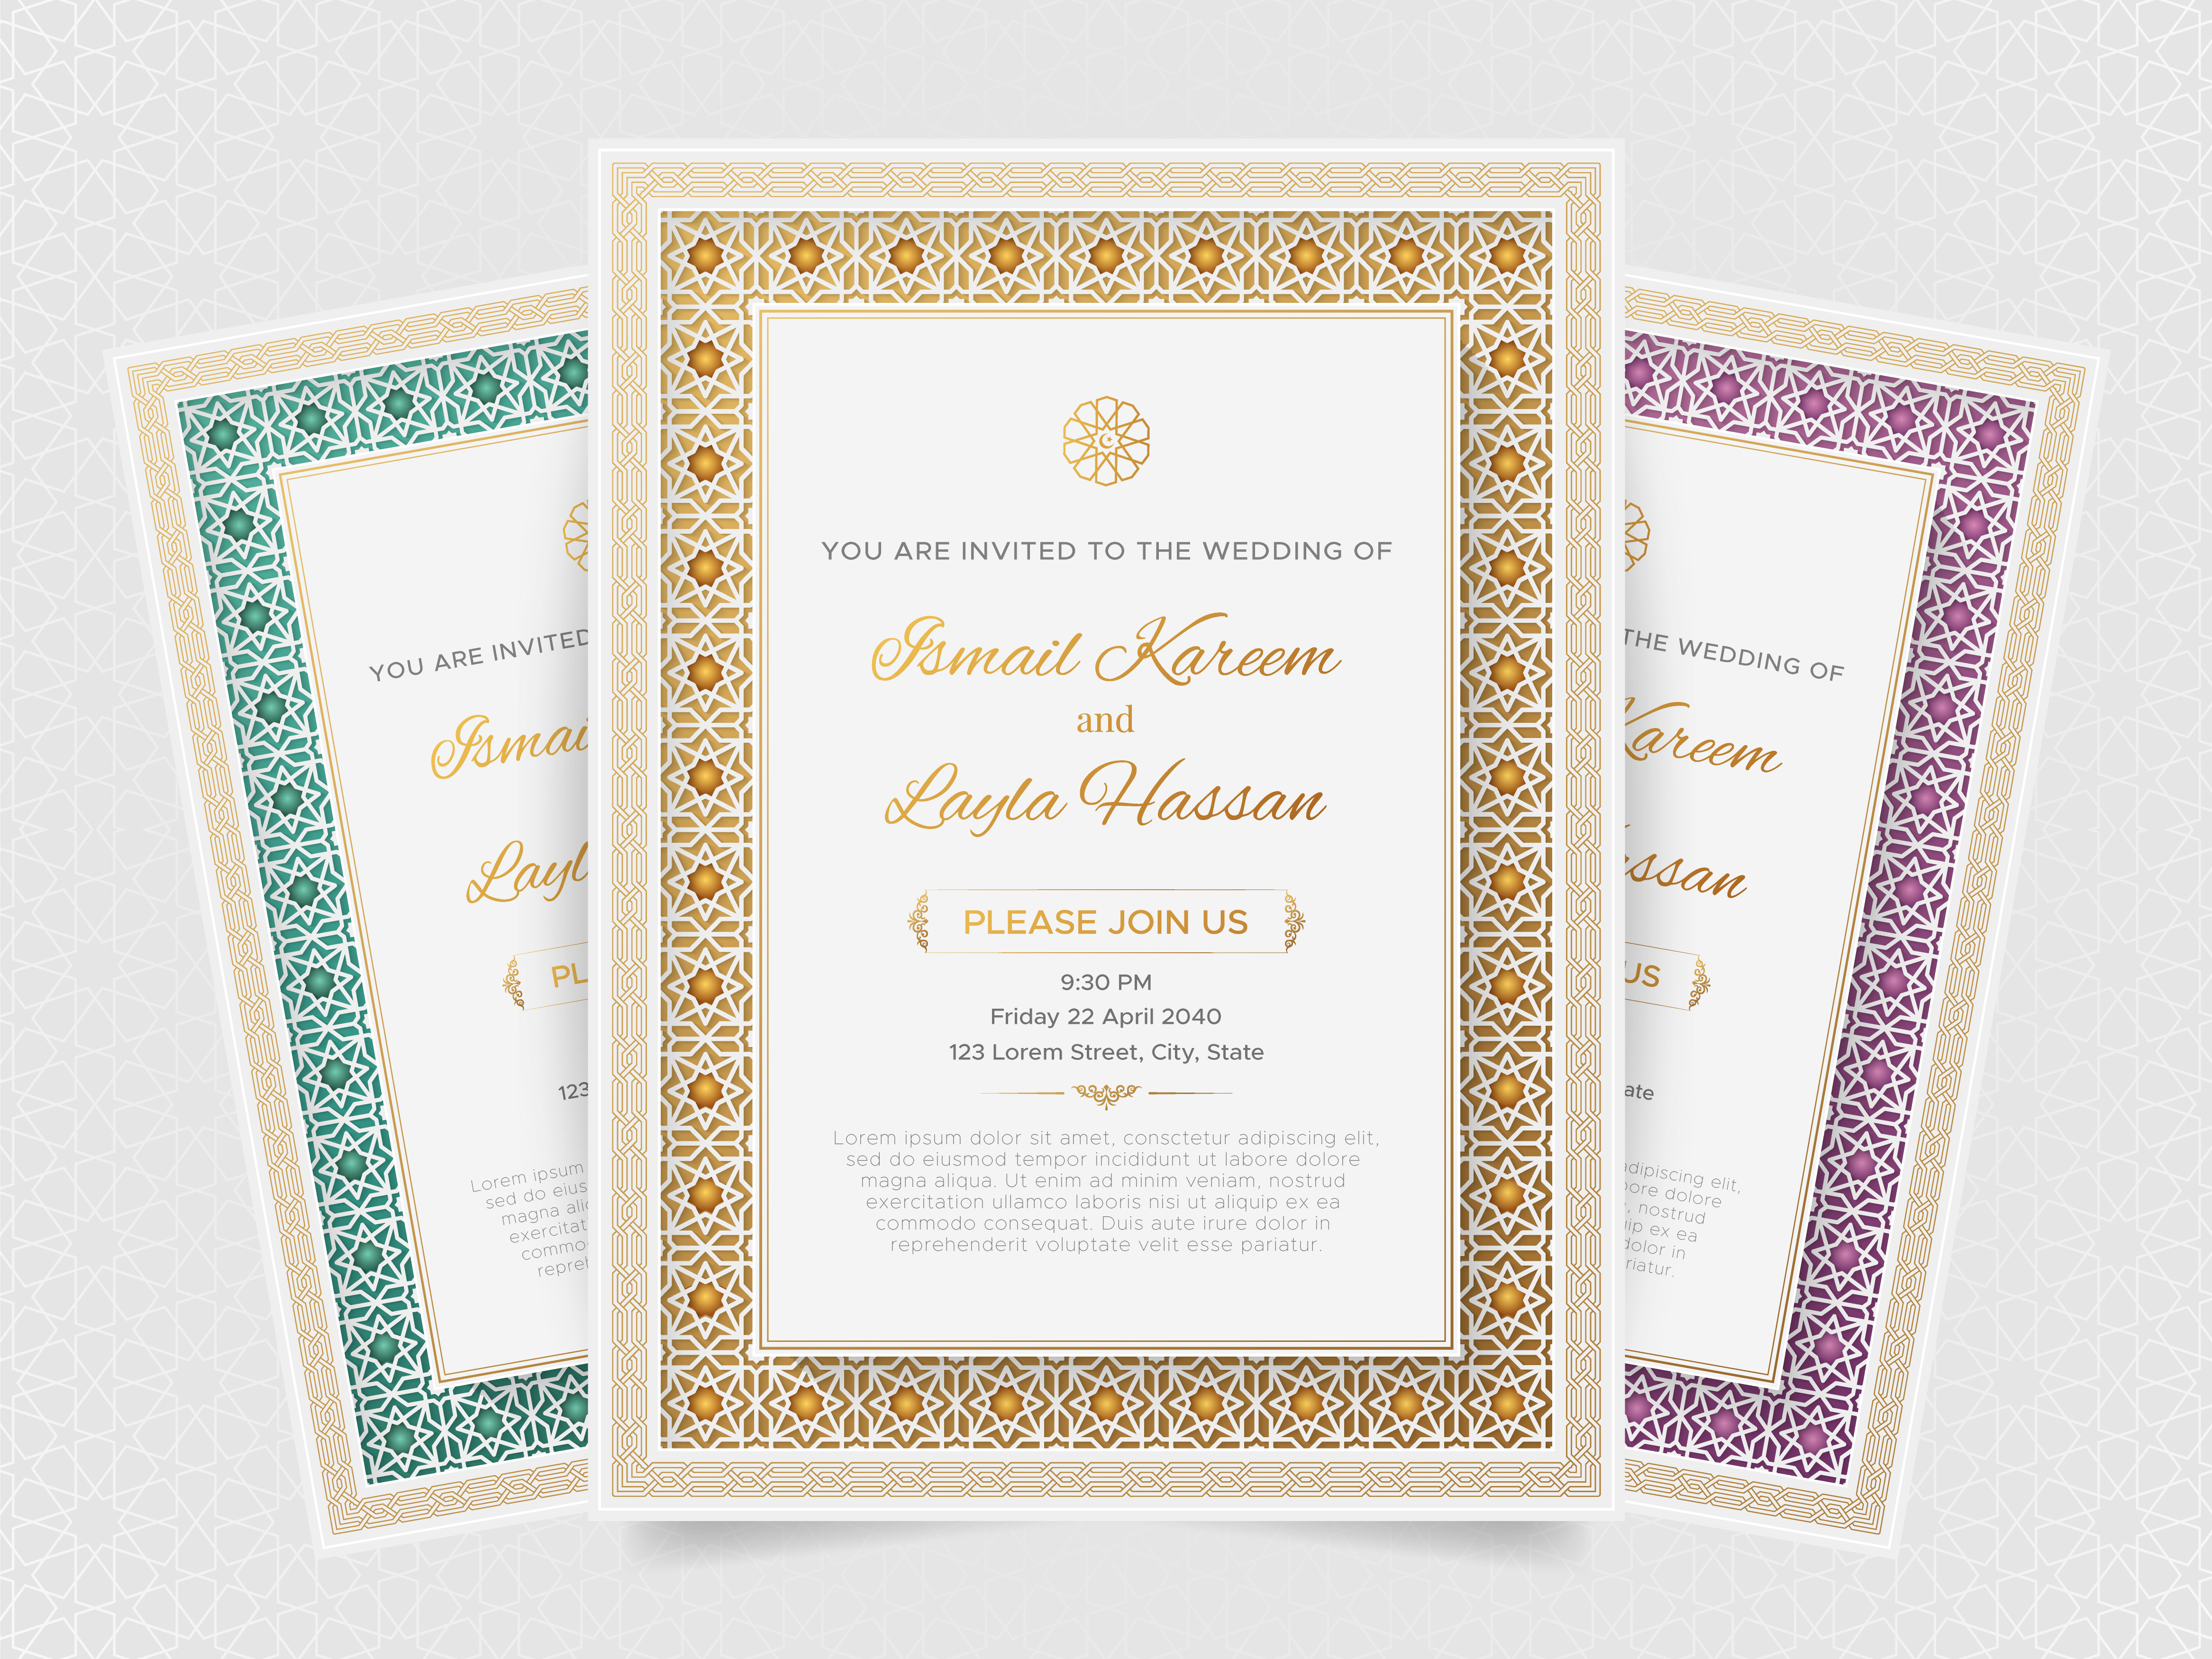 YOU ARE INVITED TO THE WEDDING OF
Ismail Kareem
and
Layla Hassan
PLEASE JOIN US
9:30 PM
Friday 22 April 2040
123 Lorem Street, City, State
Lorem ipsum dolor sit amet, consctetur adipiscing elit,
sed do eiusmod tempor incididunt ut labore dolore
magna aliqua. Ut enim ad minim veniam, nostrud
exercitation ullamco laboris nisi ut aliquip ex ea
commodo consequat. Duis aute irure dolor in
reprehenderit voluptate velit esse pariatur.
YOU ARE INVITED
Ismai
Layl
PL
123
Lorem ipsum
sed do eius
magna ali
exercitat
commo
repre
THE WEDDING OF
Kareem
ssan
US
ate
adipiscing elit,
ore dolore
, nostrud
ip ex ea
dolor in
riatur.